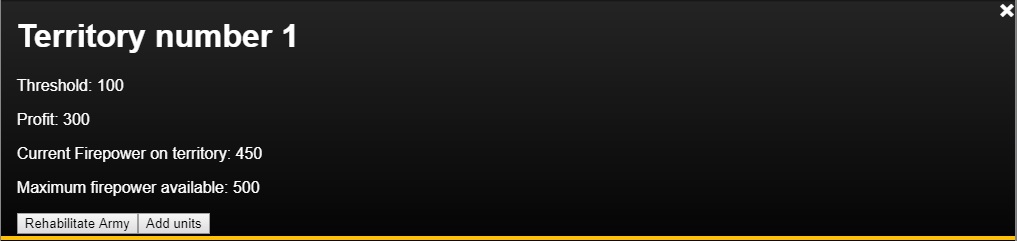 Territory number 1
Threshold: 100
Profit: 300
Current Firepower on territory: 450
Maximum firepower available: 500
Rehabilitate Army Add units